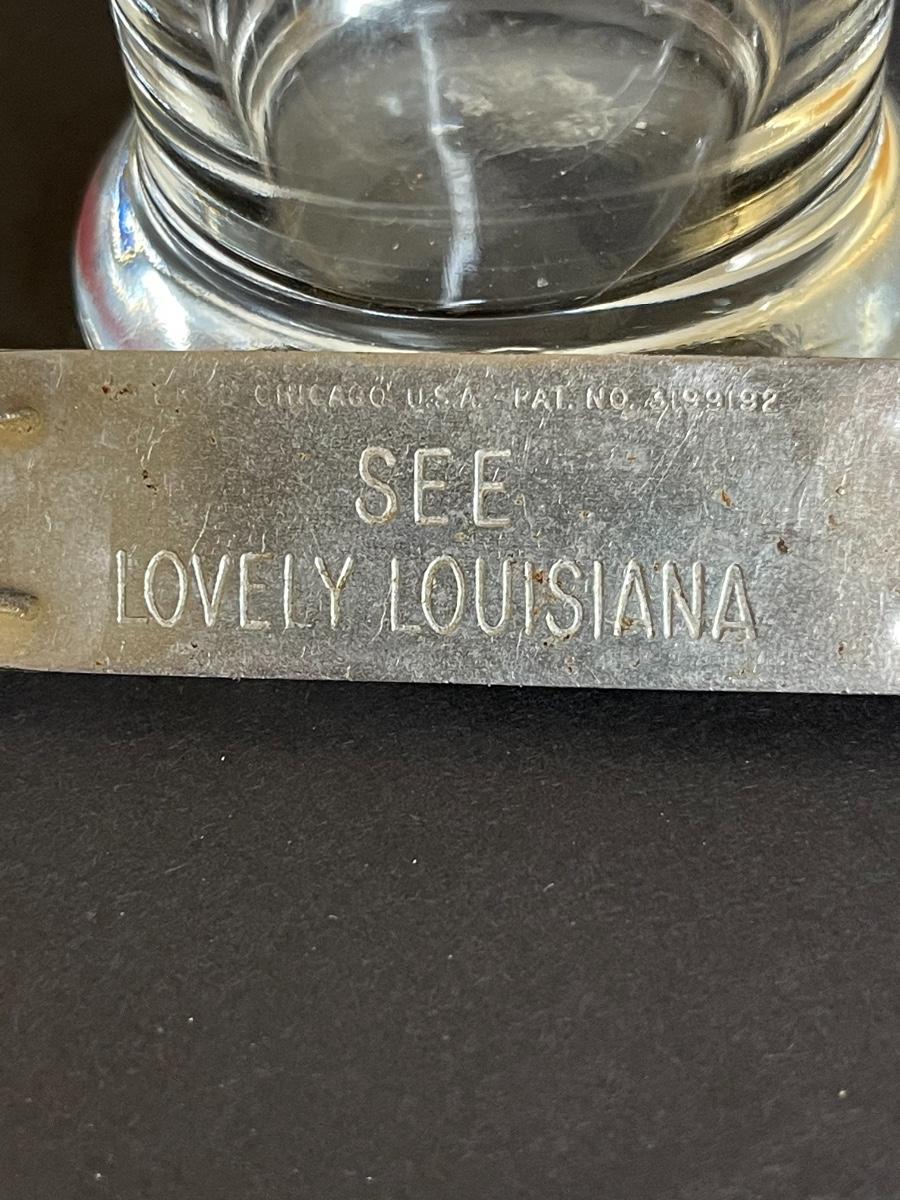 CHICAGO U.S.A. PAT. NO. 3199192
SEE
LOVELY LOUISIANA